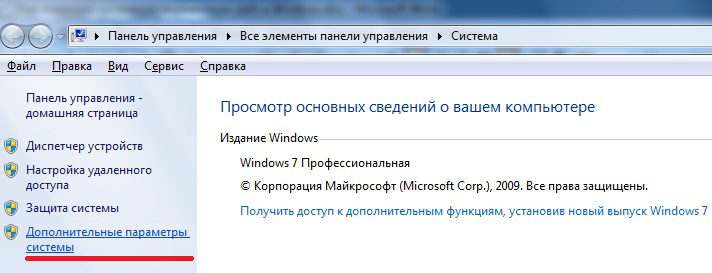 Панель управления ▸ Все элементы панели управления ▸ Система
Файл Правка Вид Сервис Справка
Панель управления -
домашняя страница
Диспетчер устройств
Настройка удаленного
доступа
Защита системы
Дополнительные параметры
системы
Просмотр основных сведений о вашем компьютере
Издание Windows
Windows 7 Профессиональная
© Корпорация Майкрософт (Microsoft Corp.), 2009. Все права защищены.
Получить доступ к дополнительным функциям, установив новый выпуск Windows 7